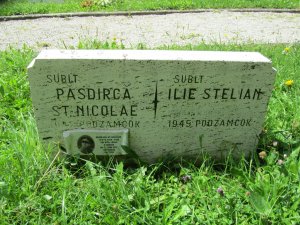 SUBLT.
PASDIRCA
ST. NICOLAE
PODZAMCOK
SUBLT.
ILIE STELIAN
1945 PODZAMCOK